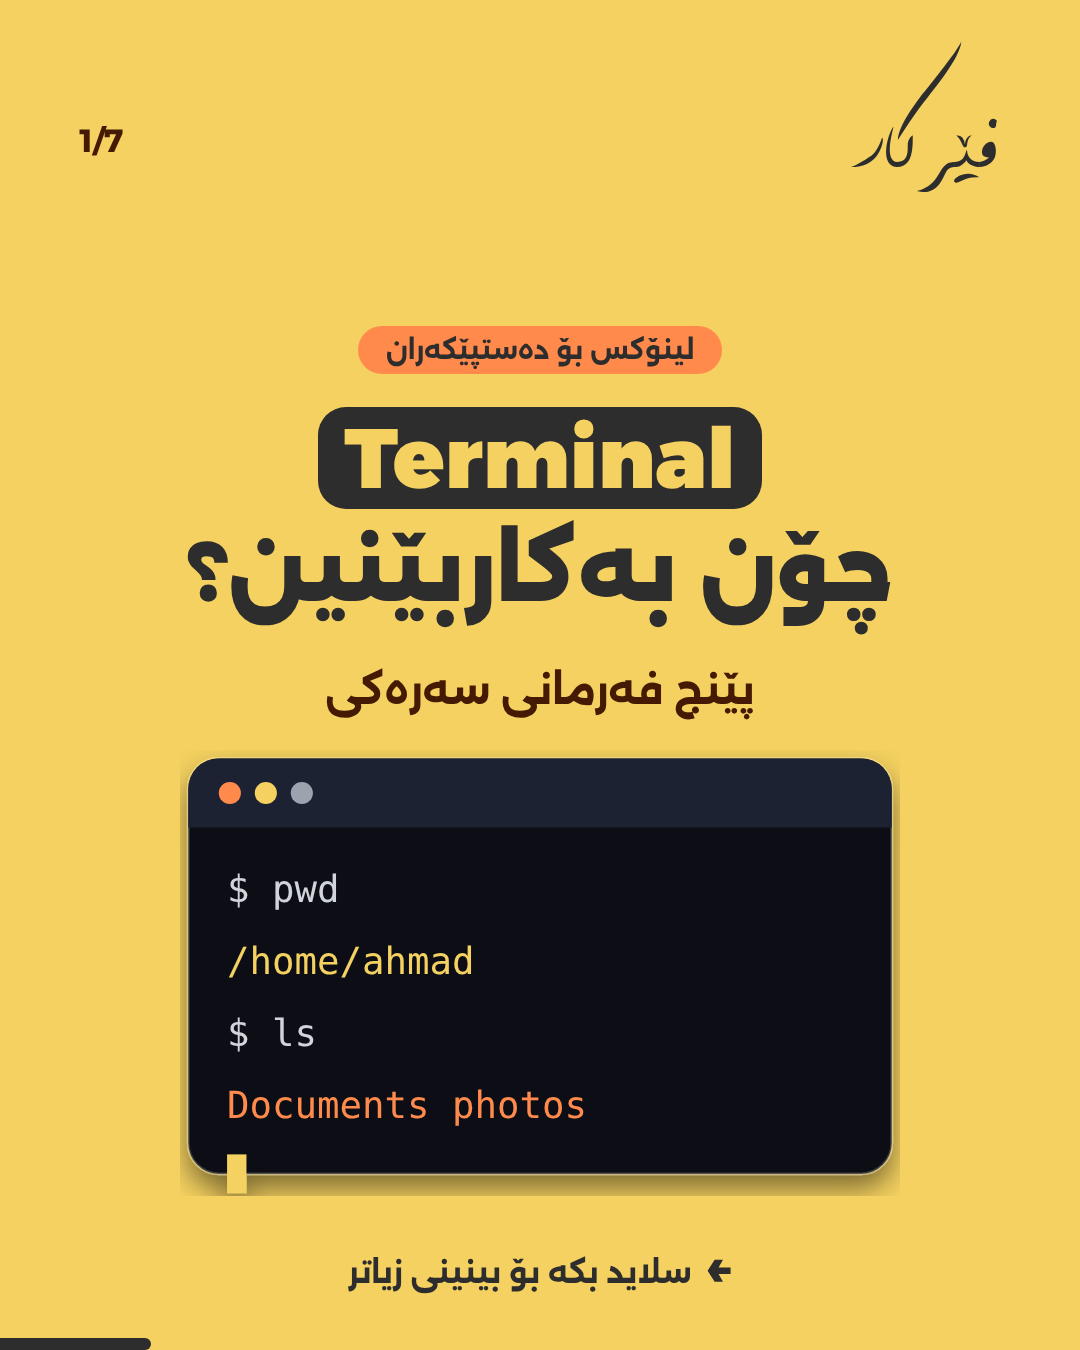 فێرکار
1/7
لینۆکس بۆ دەستپێکەران
Terminal
چۆن بەکاربێنین؟
پێنج فەرمانی سەرەکی
$ pwd
/home/ahmad
$ ls
Documents photos
سلاید بکە بۆ بینینی زیاتر